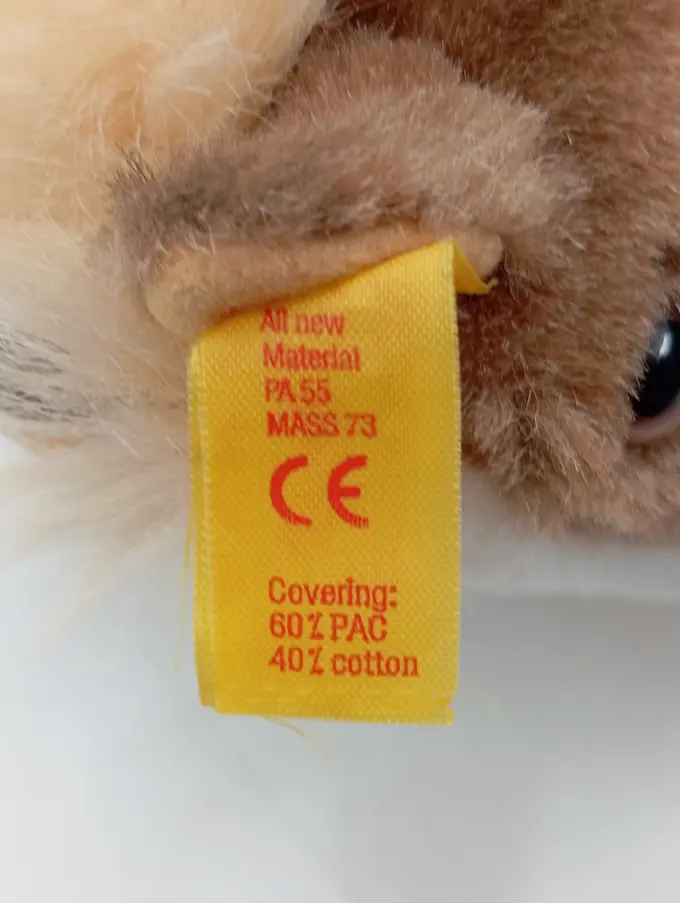 All new
Material
PA 55
MASS 73
CE
Covering:
60% PAC
40% cotton